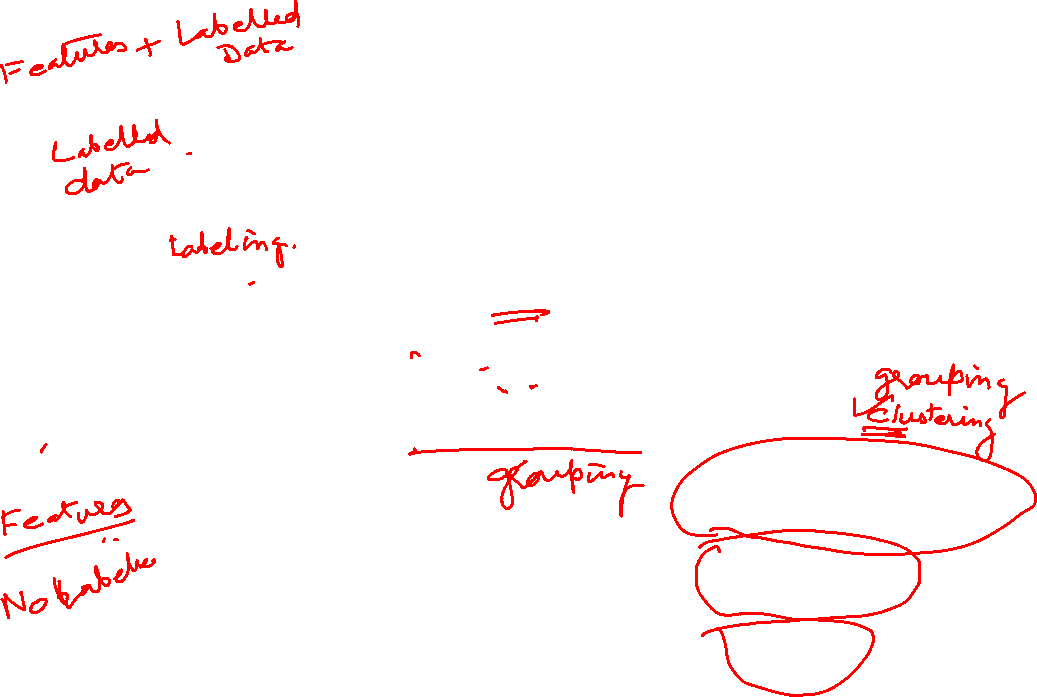 Features + Labelled
Data
Labelled
data
Labeling.
grouping
Clustering
grouping
Features
No Labels